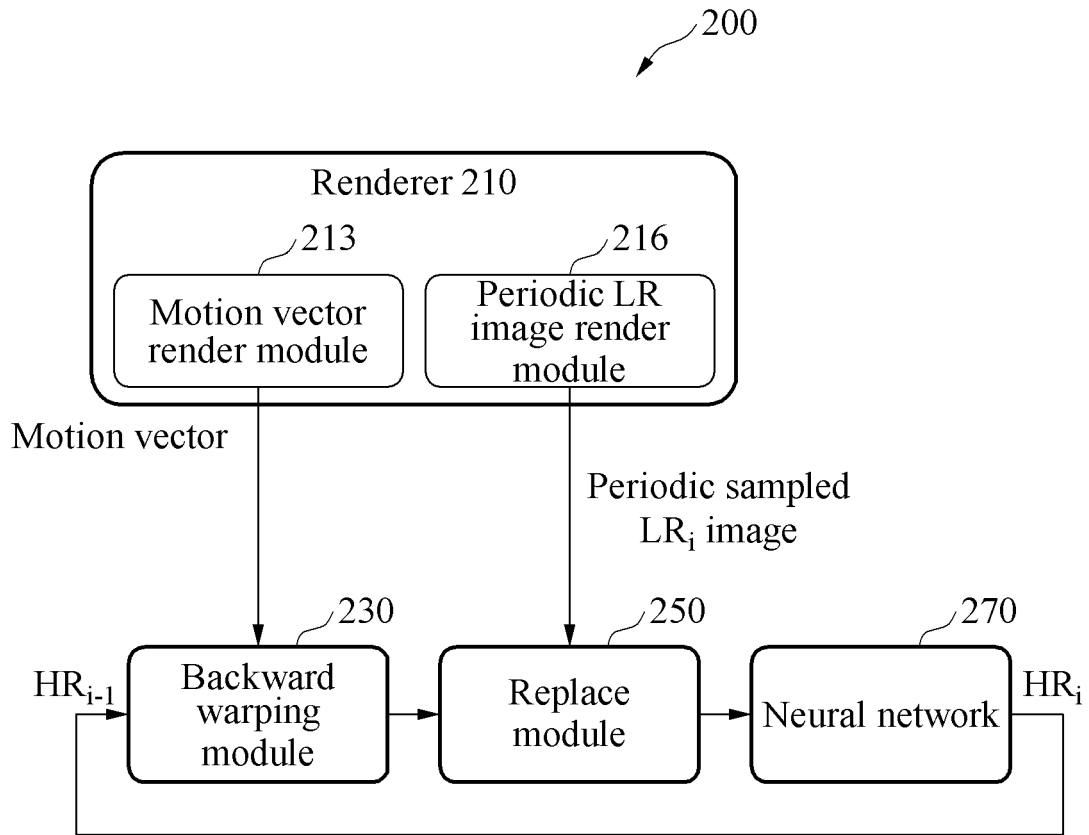 200
Renderer 210
213
216
Motion vector
render module
Periodic LR
image render
module
Motion vector
Periodic sampled
LRi image
230
250
270
HRi-1
Backward
warping
module
Replace
module
Neural network
HRi